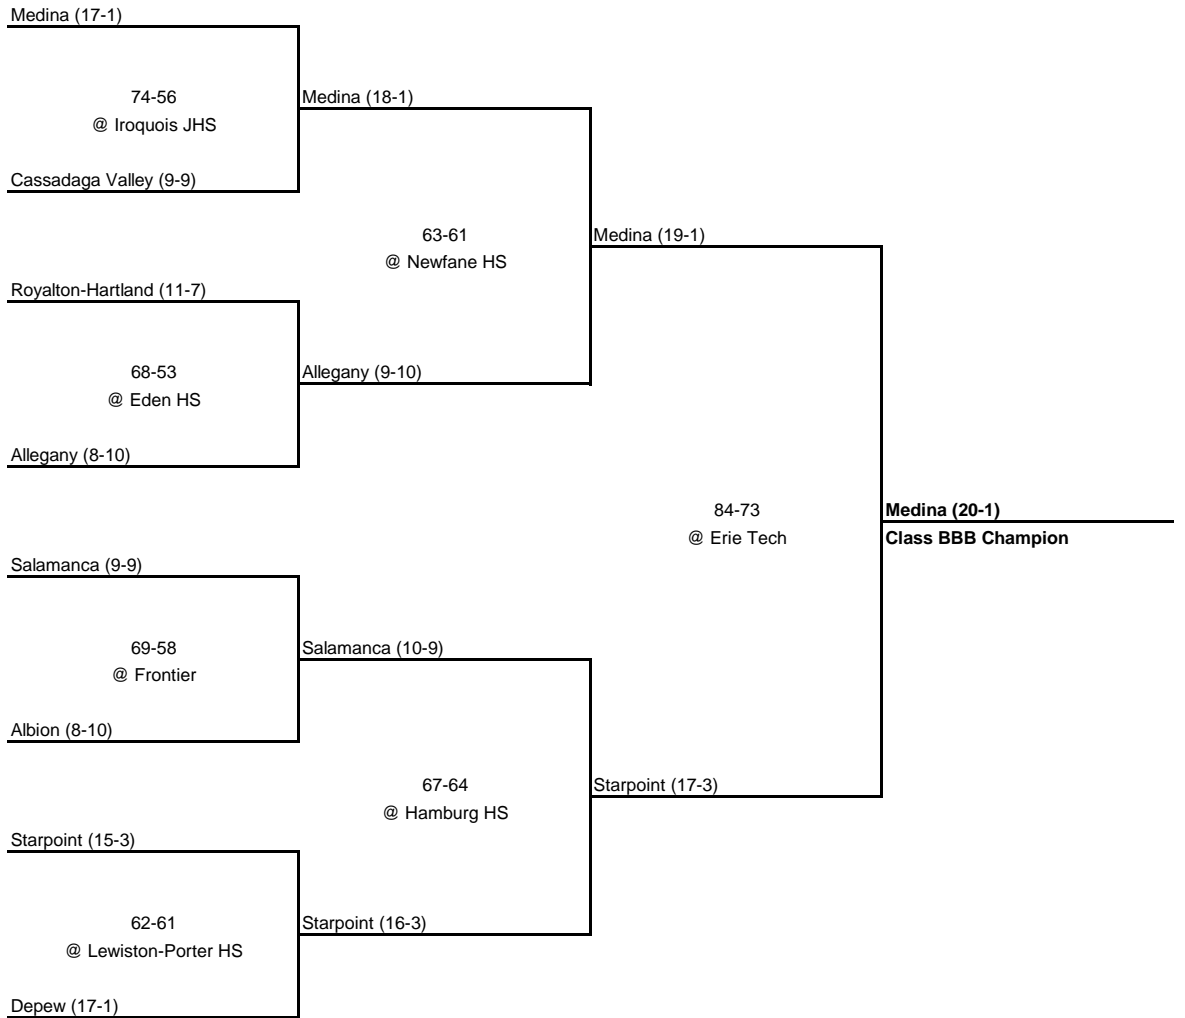 Medina (17-1)
74-56
@ Iroquois JHS
Medina (18-1)
Cassadaga Valley (9-9)
63-61
@ Newfane HS
Medina (19-1)
Royalton-Hartland (11-7)
68-53
@ Eden HS
Allegany (9-10)
Allegany (8-10)
84-73
@ Erie Tech
Medina (20-1)
Class BBB Champion
Salamanca (9-9)
69-58
@ Frontier
Salamanca (10-9)
Albion (8-10)
67-64
@ Hamburg HS
Starpoint (17-3)
Starpoint (15-3)
62-61
@ Lewiston-Porter HS
Starpoint (16-3)
Depew (17-1)